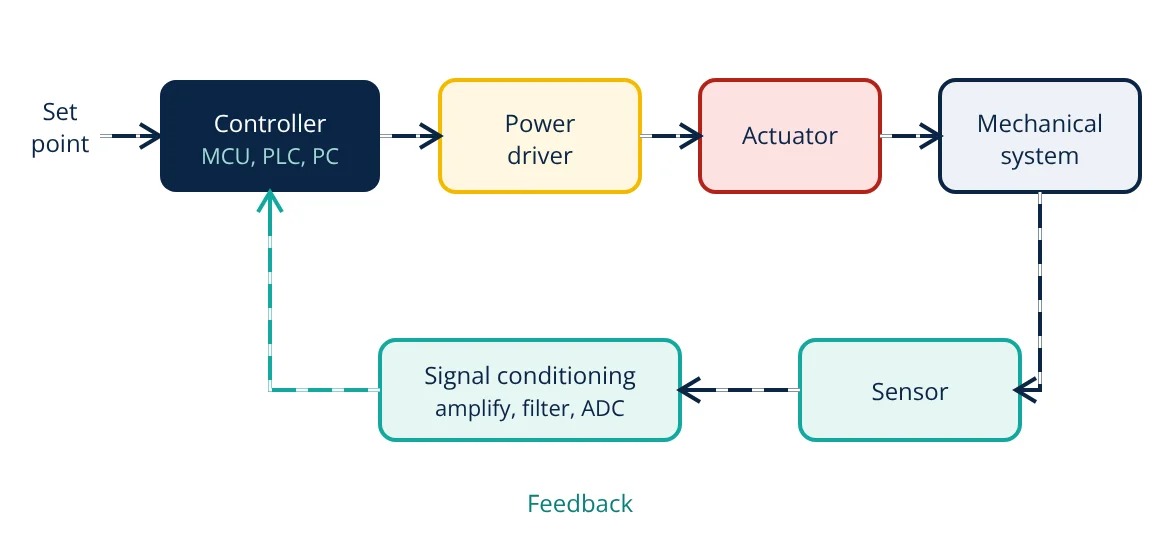 Set
point
Controller
MCU, PLC, PC
Power
driver
Actuator
Mechanical
system
Signal conditioning
amplify, filter, ADC
Sensor
Feedback